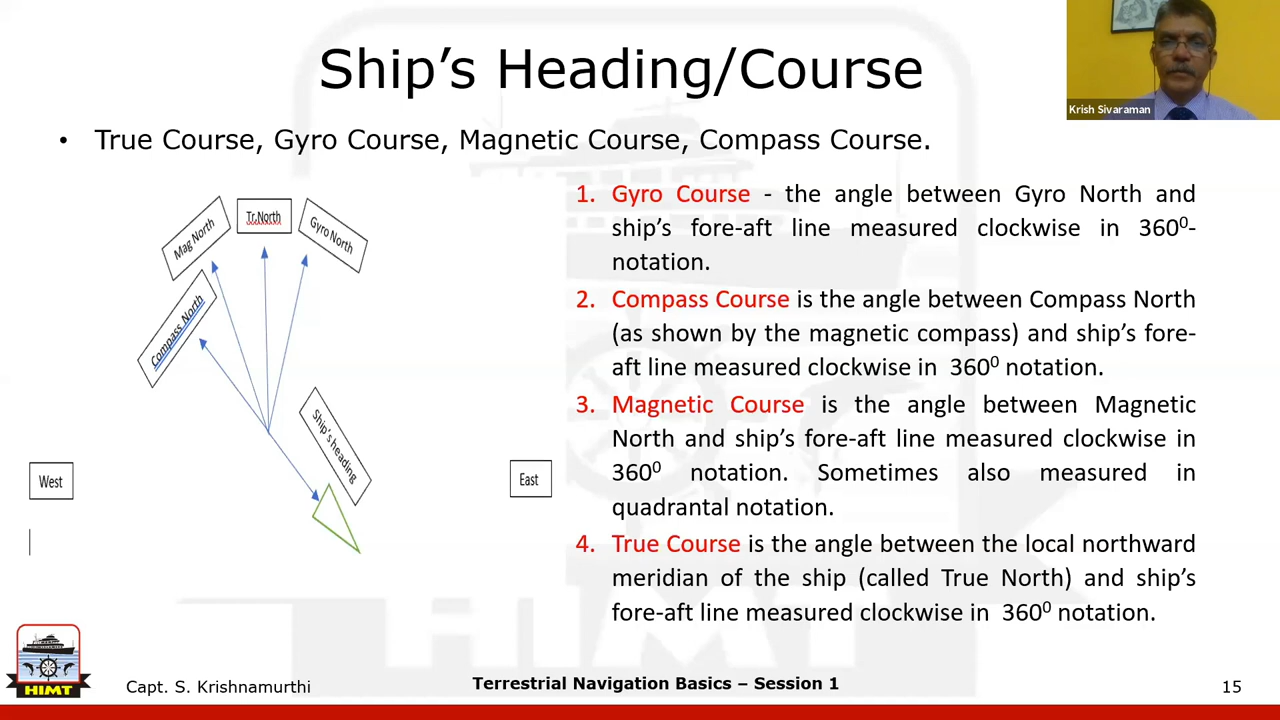 Ship’s Heading/Course
Krish Sivaraman
• True Course, Gyro Course, Magnetic Course, Compass Course.
Mag North
Tr.North
Gyro North
Compass North
Ship's heading
West
East
1. Gyro Course - the angle between Gyro North and
ship’s fore-aft line measured clockwise in 360⁰-
notation.
2. Compass Course is the angle between Compass North
(as shown by the magnetic compass) and ship’s fore-
aft line measured clockwise in 360⁰ notation.
3. Magnetic Course is the angle between Magnetic
North and ship’s fore-aft line measured clockwise in
360⁰ notation. Sometimes also measured in
quadrantal notation.
4. True Course is the angle between the local northward
meridian of the ship (called True North) and ship’s
fore-aft line measured clockwise in 360⁰ notation.
HIMT
HIMT
Capt. S. Krishnamurthi
Terrestrial Navigation Basics – Session 1
15